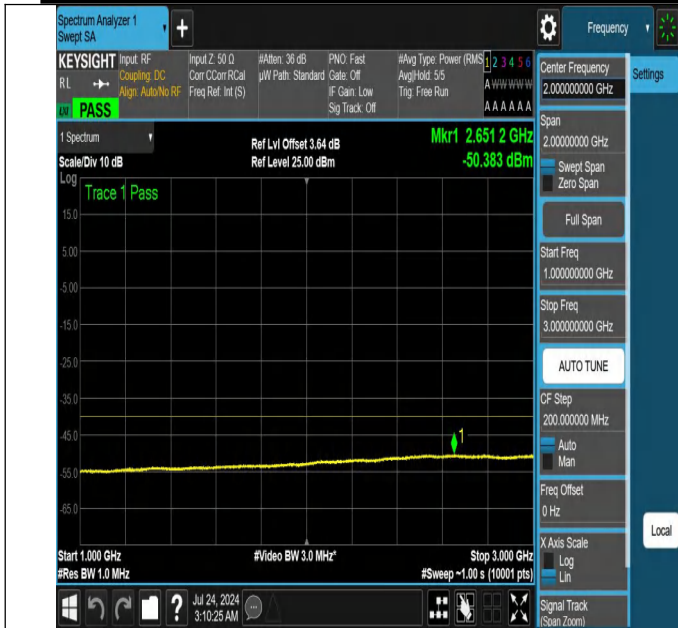 Spectrum Analyzer 1
Swept SA
Frequency
KEYSIGHT
RL
LXI
PASS
Input: RF
Coupling: DC
Align: Auto/No RF
Input Z: 50 Ω
Corr CCorr RCal
Freq Ref: Int (S)
#Atten: 36 dB
µW Path: Standard
PNO: Fast
Gate: Off
IF Gain: Low
Sig Track: Off
#Avg Type: Power (RMS
Avg|Hold: 5/5
Trig: Free Run
1 2 3 4 5 6
A W W W W W
A A A A A A
1 Spectrum
Scale/Div 10 dB
Ref Lvl Offset 3.64 dB
Ref Level 25.00 dBm
Mkr1 2.651 2 GHz
-50.383 dBm
Log
Trace 1 Pass
15.0
5.00
-5.00
-15.0
-25.0
-35.0
-45.0
-55.0
-65.0
1
Start 1.000 GHz
#Res BW 1.0 MHz
#Video BW 3.0 MHz*
Stop 3.000 GHz
#Sweep ~1.00 s (10001 pts)
Jul 24, 2024
3:10:25 AM
Center Frequency
2.000000000 GHz
Settings
Span
2.00000000 GHz
Swept Span
Zero Span
Full Span
Start Freq
1.000000000 GHz
Stop Freq
3.000000000 GHz
AUTO TUNE
CF Step
200.000000 MHz
Auto
Man
Freq Offset
0 Hz
Local
X Axis Scale
Log
Lin
Signal Track
(Span Zoom)